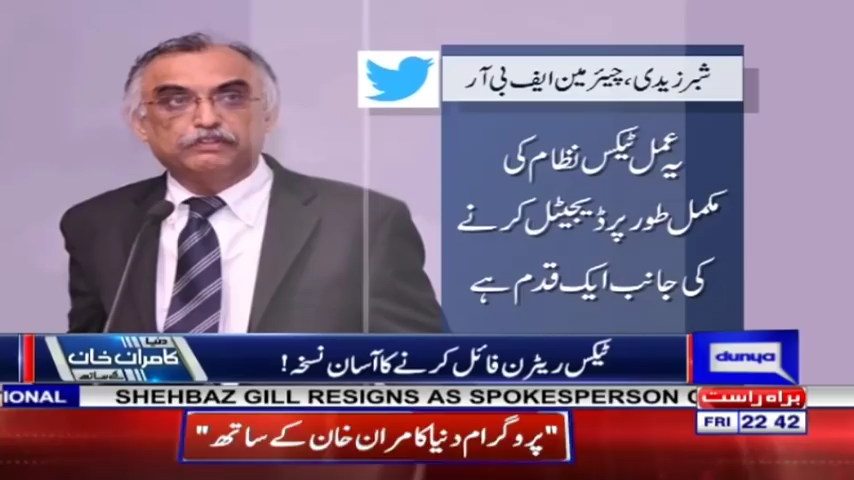 شبر زیدی، چیئرمین ایف بی آر
یہ عمل ٹیکس نظام کی
مکمل طور پر ڈیجیٹل کرنے
کی جانب ایک قدم ہے
دنیا
کامران خان
کے ساتھ
ٹیکس ریٹرن فائل کرنے کا آسان نسخہ!
dunya
IONAL
SHEHBAZ GILL RESIGNS AS SPOKESPERSON
براہ راست
FRI 22 42
"پروگرام دنیا کامران خان کے ساتھ"